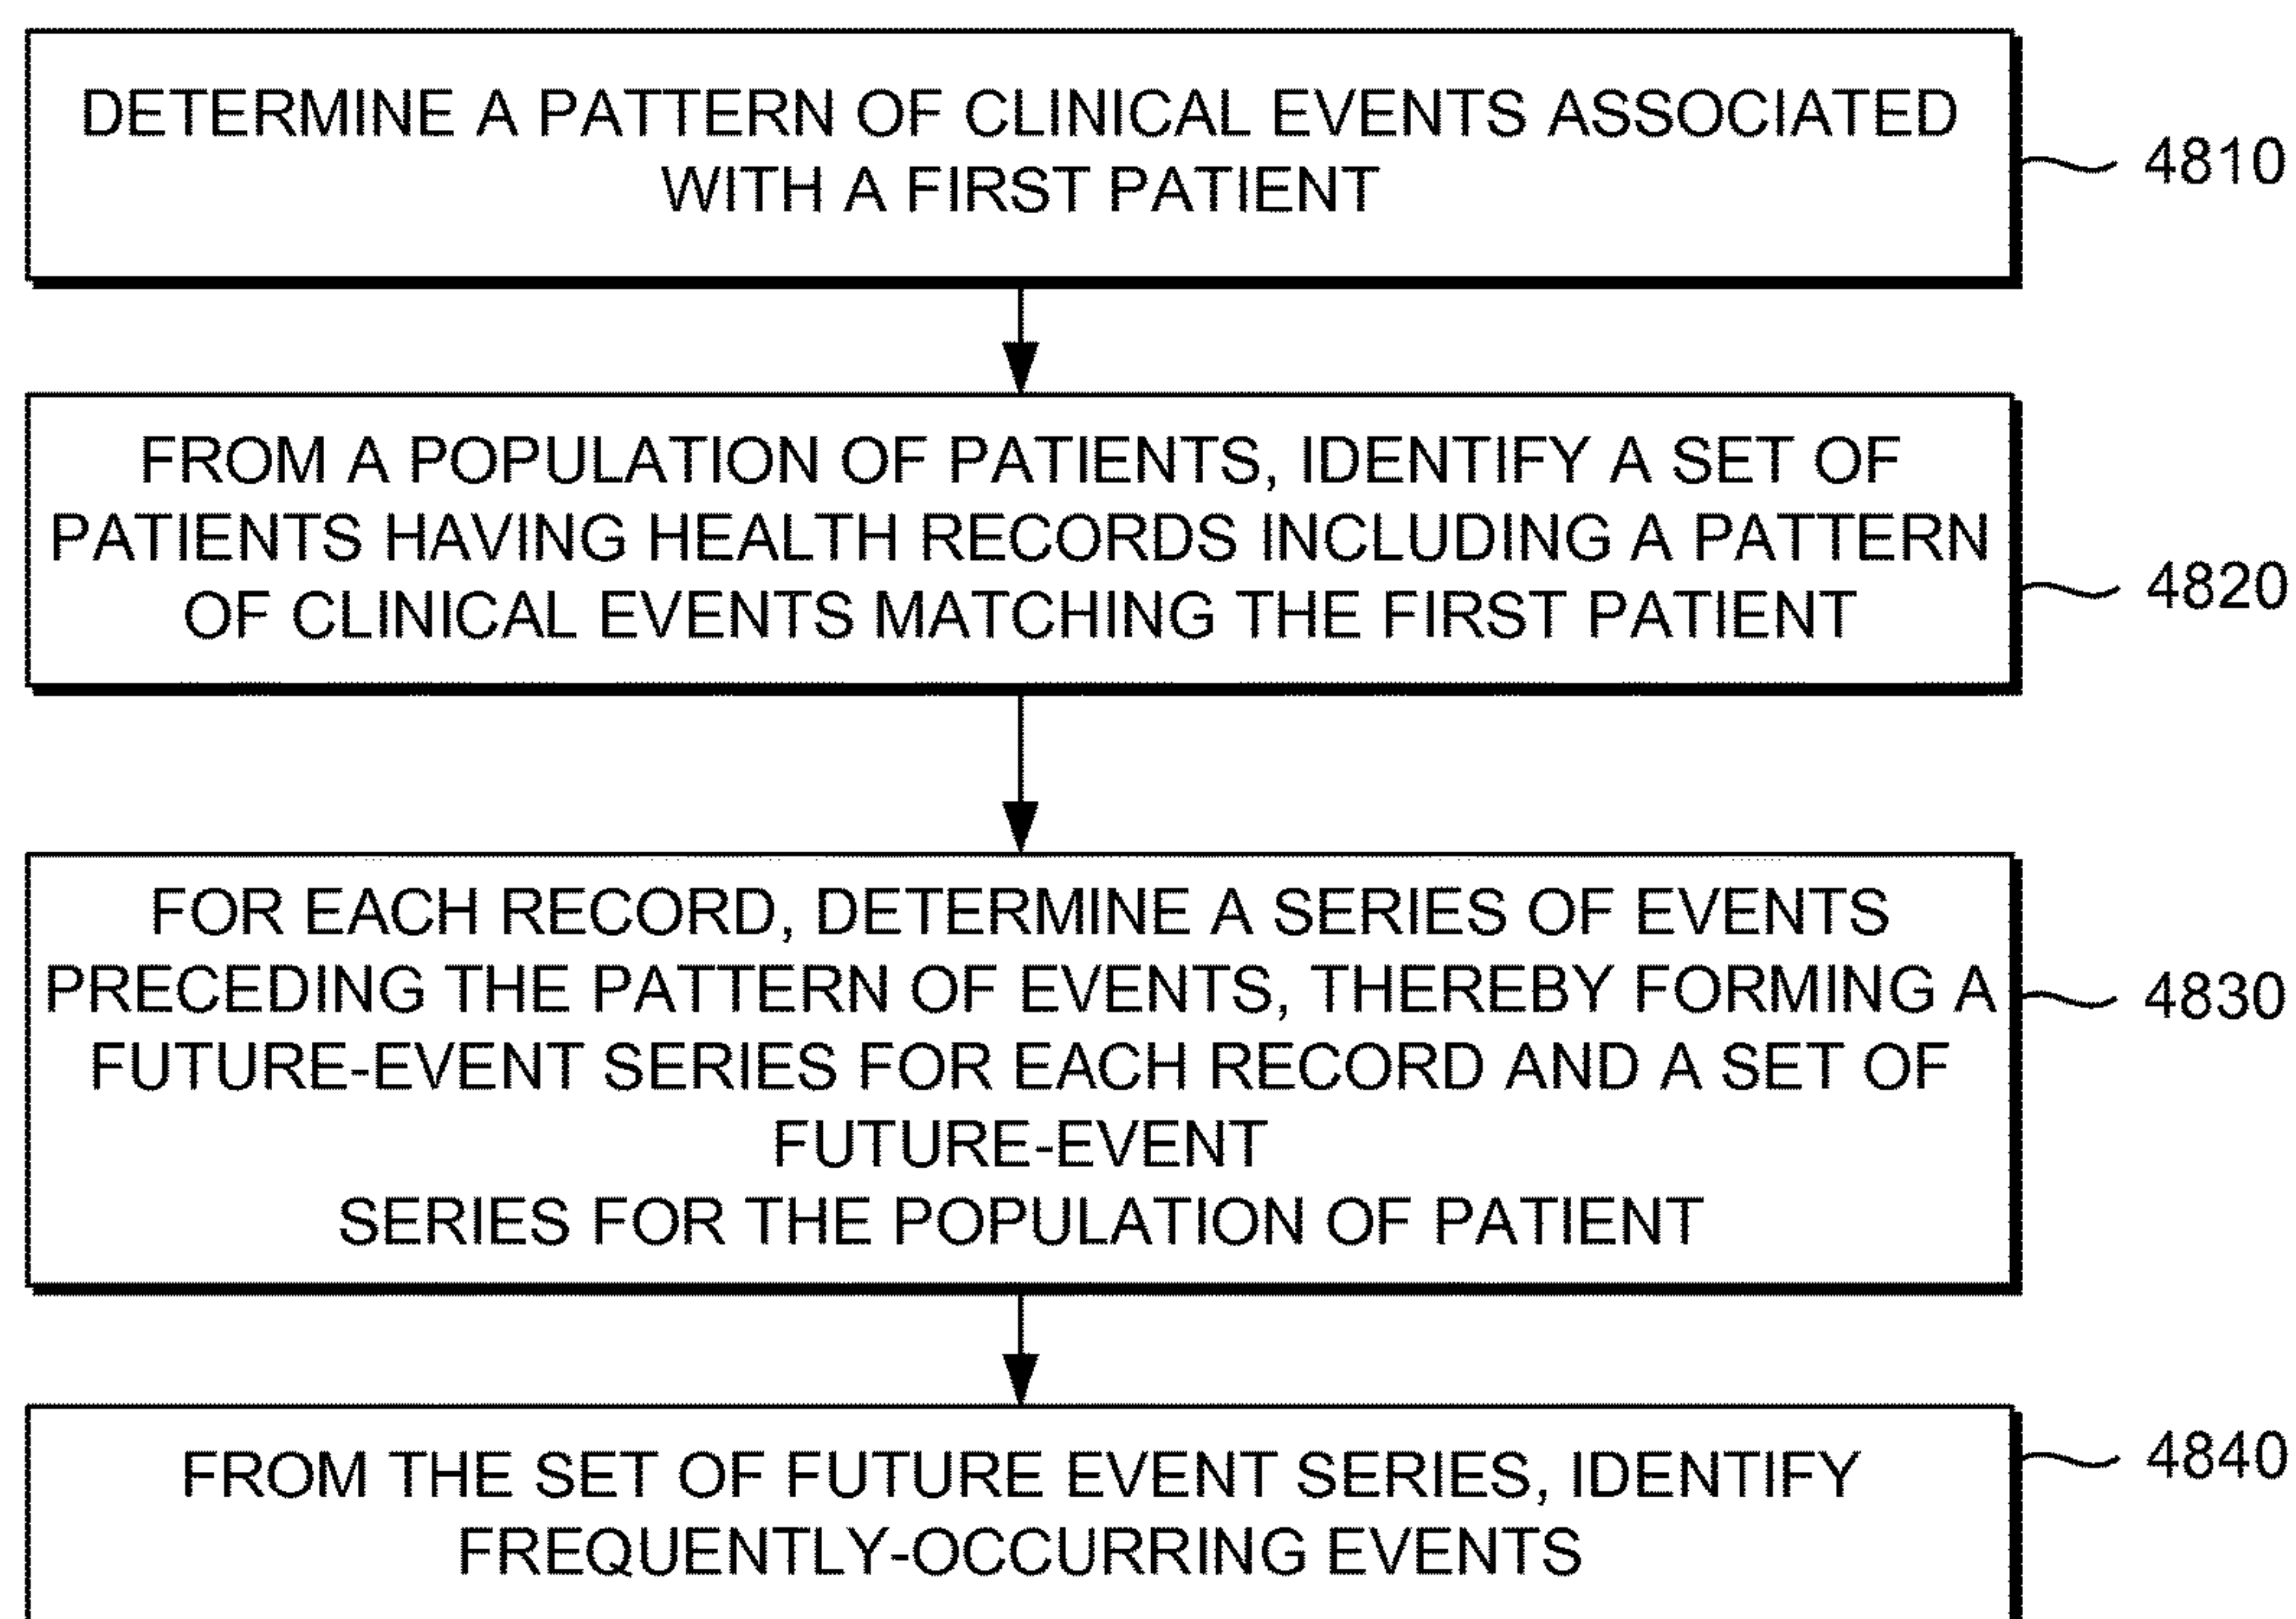 DETERMINE A PATTERN OF CLINICAL EVENTS ASSOCIATED
WITH A FIRST PATIENT
4810
FROM A POPULATION OF PATIENTS, IDENTIFY A SET OF
PATIENTS HAVING HEALTH RECORDS INCLUDING A PATTERN
OF CLINICAL EVENTS MATCHING THE FIRST PATIENT
4820
FOR EACH RECORD, DETERMINE A SERIES OF EVENTS
PRECEDING THE PATTERN OF EVENTS, THEREBY FORMING A
FUTURE-EVENT SERIES FOR EACH RECORD AND A SET OF
FUTURE-EVENT
SERIES FOR THE POPULATION OF PATIENT
4830
FROM THE SET OF FUTURE EVENT SERIES, IDENTIFY
FREQUENTLY-OCCURRING EVENTS
4840